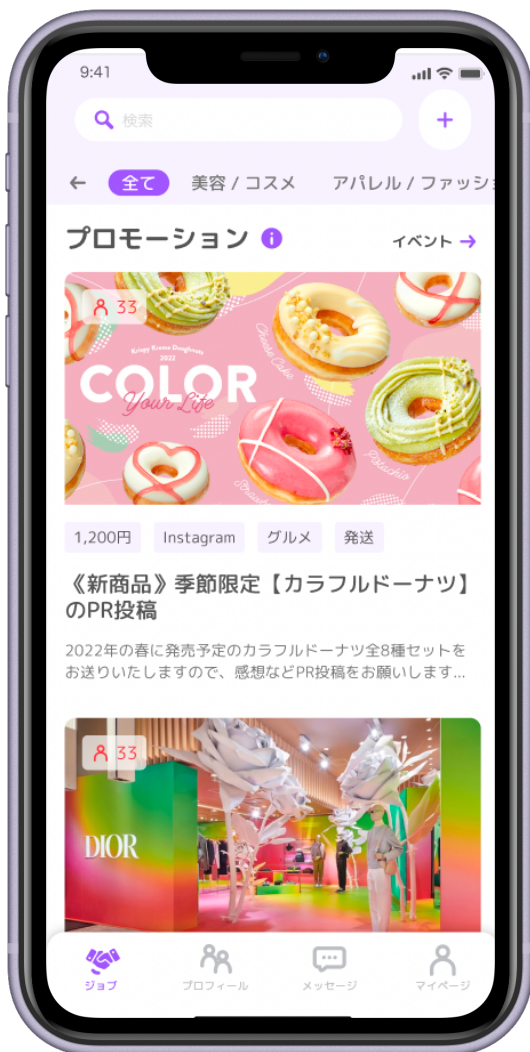 9:41
検索
全て 美容 / コスメ アパレル / ファッショ
プロモーション
イベント
33
Krispy Kreme Doughnuts
2022
COLOR
Your Life
Cheese Cake
Pistachio
1,200円 Instagram グルメ 発送
《新商品》季節限定【カラフルドーナツ】
のPR投稿
2022年の春に発売予定のカラフルドーナツ全8種セットを
お送りいたしますので、感想などPR投稿をお願いします...
33
DIOR
ジョブ プロフィール メッセージ マイページ